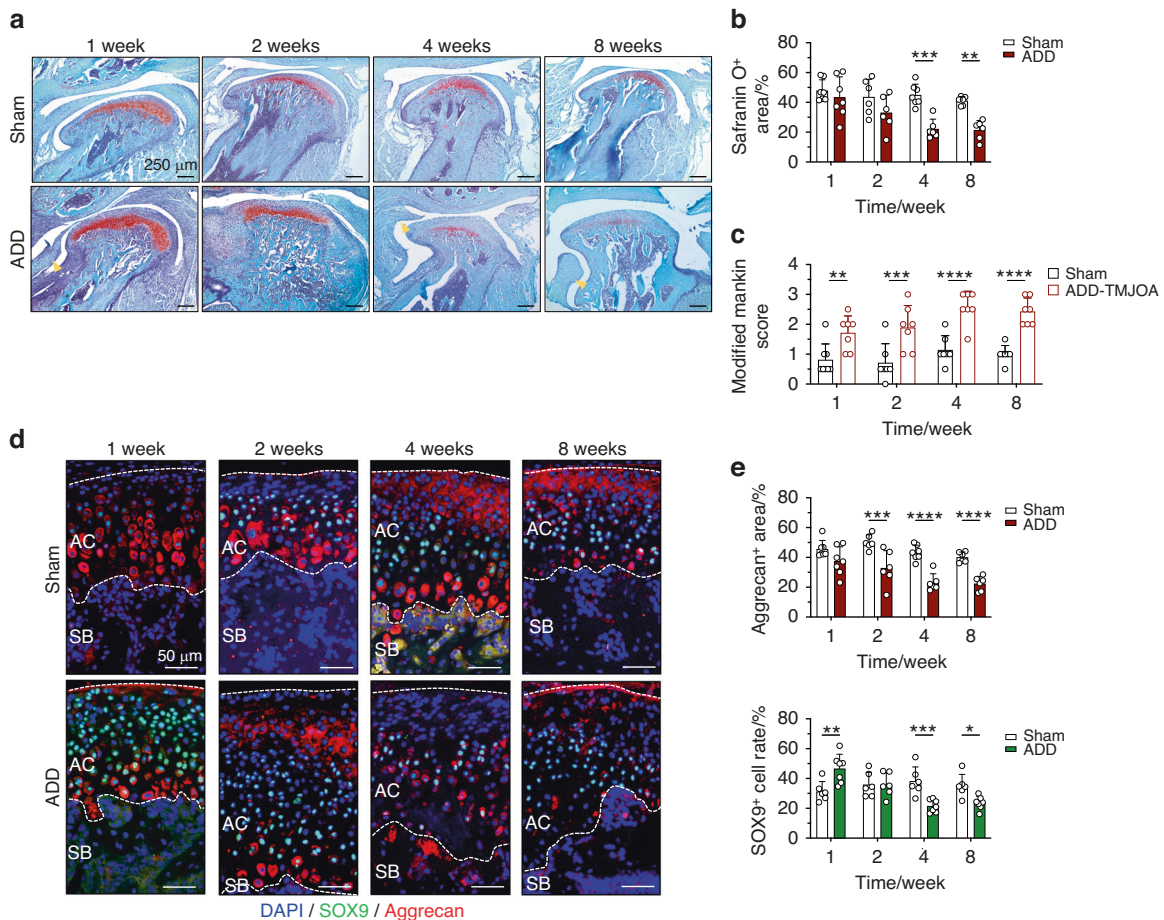 a
1 week 2 weeks 4 weeks 8 weeks
Sham
250 μm
ADD
b
Safranin O⁺ area/%
80
60
40
20
0
*** **
Sham
ADD
1 2 4 8
Time/week
c
Modified mankin score
4
3
2
1
0
** *** **** ****
Sham
ADD-TMJOA
1 2 4 8
Time/week
d
1 week 2 weeks 4 weeks 8 weeks
Sham
AC AC AC AC
SB SB SB SB
50 μm
ADD
AC AC AC AC
SB SB SB SB
DAPI / SOX9 / Aggrecan
e
Aggrecan⁺ area/%
80
60
40
20
0
*** **** ****
Sham
ADD
1 2 4 8
Time/week
SOX9⁺ cell rate/%
80
60
40
20
0
** *** *
Sham
ADD
1 2 4 8
Time/week